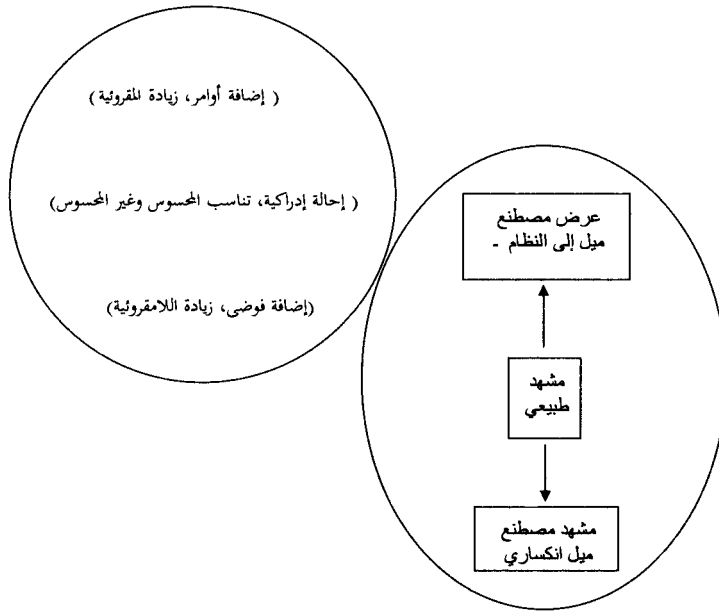 ( إضافة أوامر، زيادة المقروئية )
( إحالة إدراكية، تناسب المحسوس وغير المحسوس)
(إضافة فوضى، زيادة اللامقروئية)
عرض مصطنع
ميل إلى النظام -
مشهد
طبيعي
مشهد مصطنع
ميل انكساري